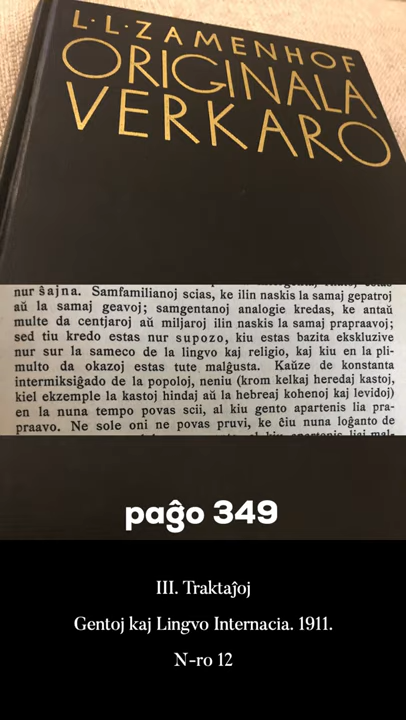 L·L·ZAMENHOF
ORIGINALA
VERKARO
nur ŝajna. Samfamilianoj scias, ke ilin naskis la samaj gepatroj
aŭ la samaj geavoj; samgentanoj analogie kredas, ke antaŭ
multe da centjaroj aŭ miljaroj ilin naskis la samaj prapraavoj;
sed tiu kredo estas nur supozo, kiu estas bazita ekskluzive
nur sur la sameco de la lingvo kaj religio, kaj kiu en la pli-
multo da okazoj estas tute malĝusta. Kaŭze de konstanta
intermiksiĝado de la popoloj, neniu (krom kelkaj heredaj kastoj,
kiel ekzemple la kastoj hindaj aŭ la hebreaj kohenoj kaj levidoj)
en la nuna tempo povas scii, al kiu gento apartenis lia pra-
praavo. Ne sole oni ne povas pruvi, ke ĉiu nuna loĝanto de
paĝo 349
III. Traktaĵoj
Gentoj kaj Lingvo Internacia. 1911.
N-ro 12